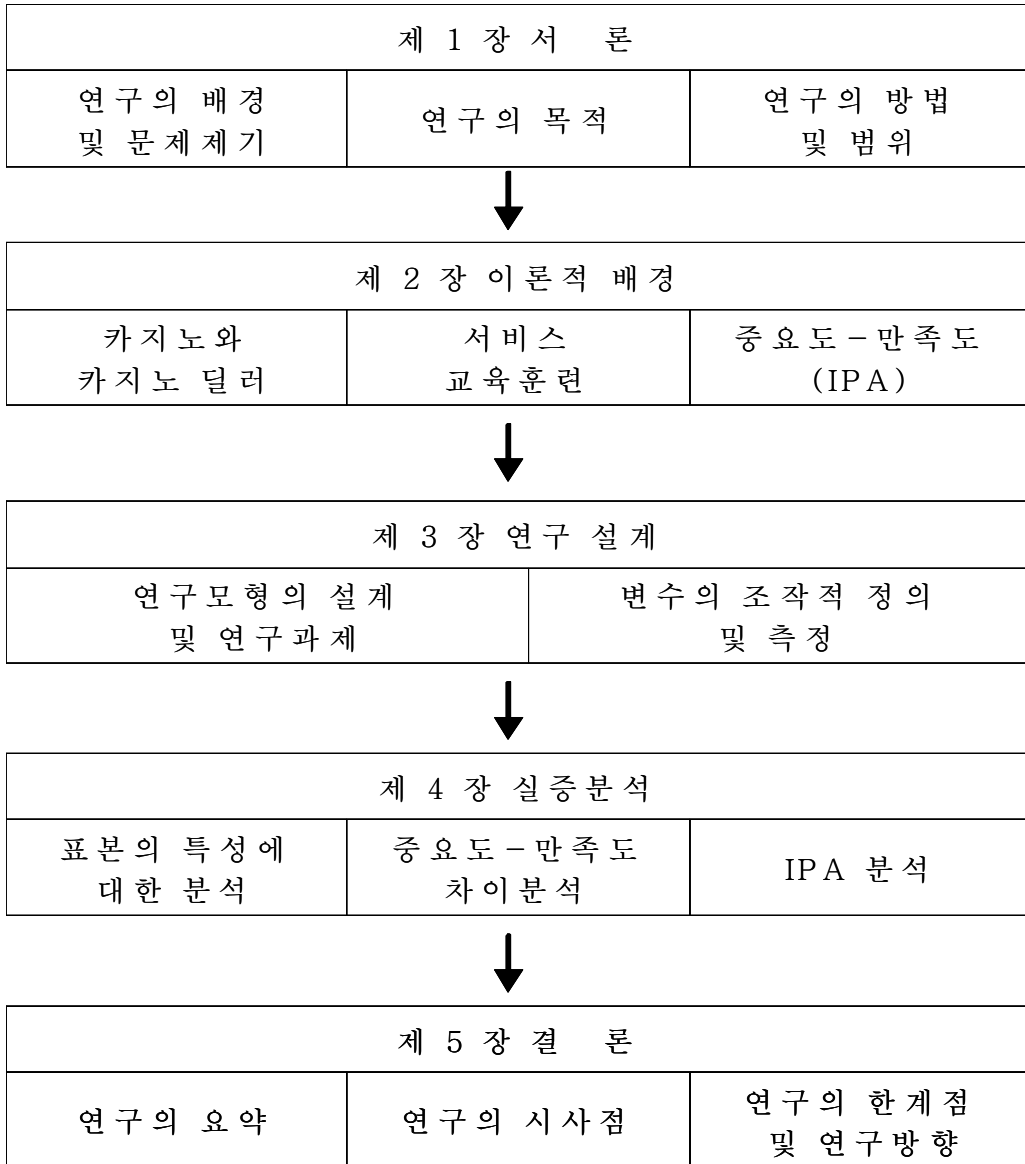 제 1 장 서 론
연구의 배경
및 문제제기
연구의 목적
연구의 방법
및 범위
제 2 장 이론적 배경
카지노와
카지노 딜러
서비스
교육훈련
중요도－만족도
(IPA)
제 3 장 연구 설계
연구모형의 설계
및 연구과제
변수의 조작적 정의
및 측정
제 4 장 실증분석
표본의 특성에
대한 분석
중요도－만족도
차이분석
IPA 분석
제 5 장 결 론
연구의 요약
연구의 시사점
연구의 한계점
및 연구방향